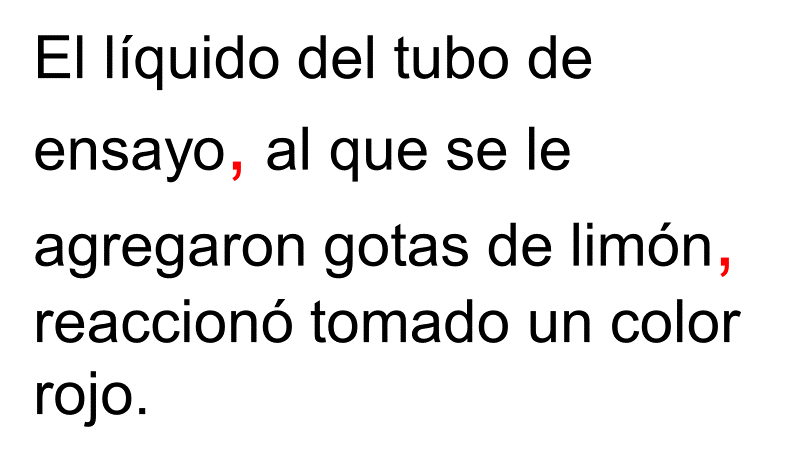 El líquido del tubo de
ensayo, al que se le
agregaron gotas de limón,
reaccionó tomado un color
rojo.